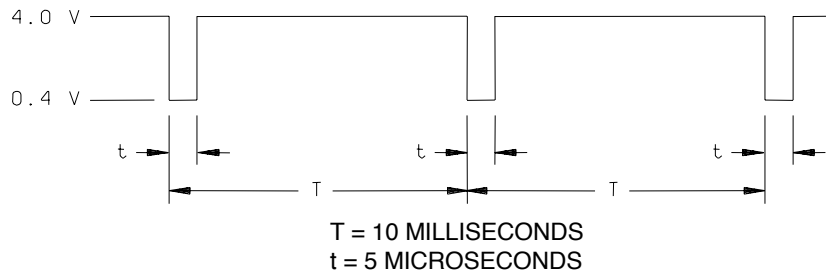 4.0 V
0.4 V
t t t
T T
T = 10 MILLISECONDS
t = 5 MICROSECONDS